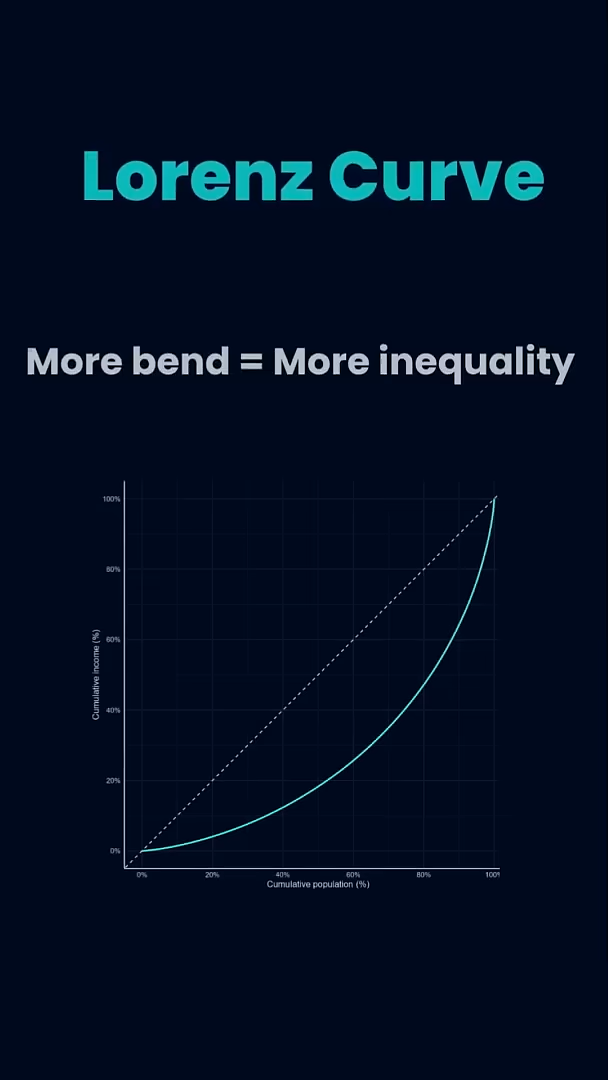 Lorenz Curve
More bend = More inequality
100%
80%
60%
40%
20%
0%
Cumulative income (%)
0% 20% 40% 60% 80% 100%
Cumulative population (%)